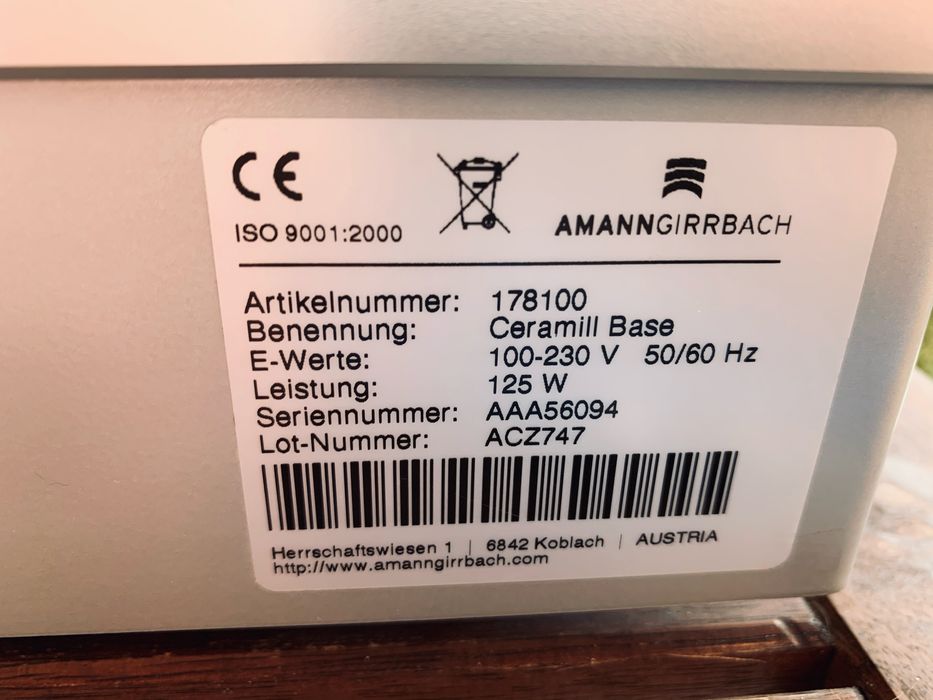 CE
ISO 9001:2000
AMANNGIRRBACH
Artikelnummer: 178100
Benennung: Ceramill Base
E-Werte: 100-230 V 50/60 Hz
Leistung: 125 W
Seriennummer: AAA56094
Lot-Nummer: ACZ747
Herrschaftswiesen 1 | 6842 Koblach | AUSTRIA
http://www.amanngirrbach.com